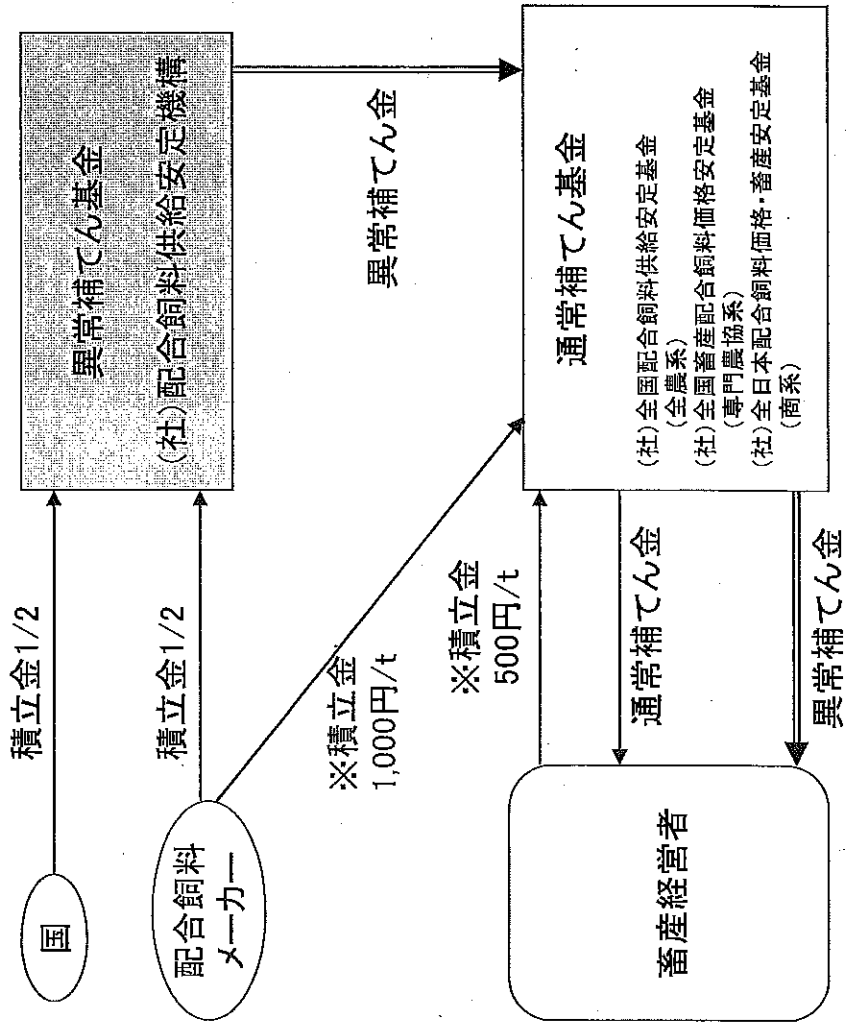 国
積立金1/2
配合飼料
メーカー
積立金1/2
異常補てん基金
(社)配合飼料供給安定機構
※積立金
1,000円/t
異常補てん金
畜産経営者
※積立金
500円/t
通常補てん金
異常補てん金
通常補てん基金
(社)全国配合飼料供給安定基金
(全農系)
(社)全国畜産配合飼料価格安定基金
(専門農協系)
(社)全日本配合飼料価格・畜産安定基金
(商系)